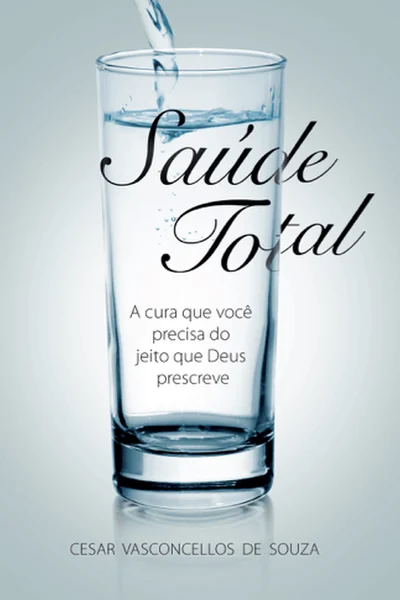 Saúde
Total
A cura que você
precisa do
jeito que Deus
prescreve
CESAR VASCONCELLOS DE SOUZA